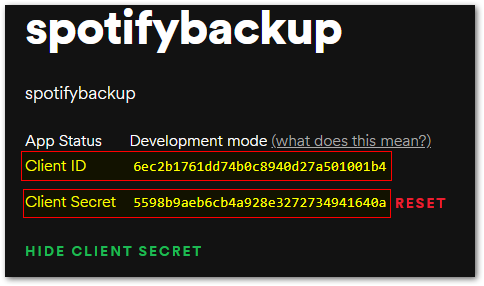 spotifybackup
spotifybackup
App Status Development mode (what does this mean?)
Client ID 6ec2b1761dd74b0c8940d27a501001b4
Client Secret 5598b9aeb6cb4a928e3272734941640a RESET
HIDE CLIENT SECRET